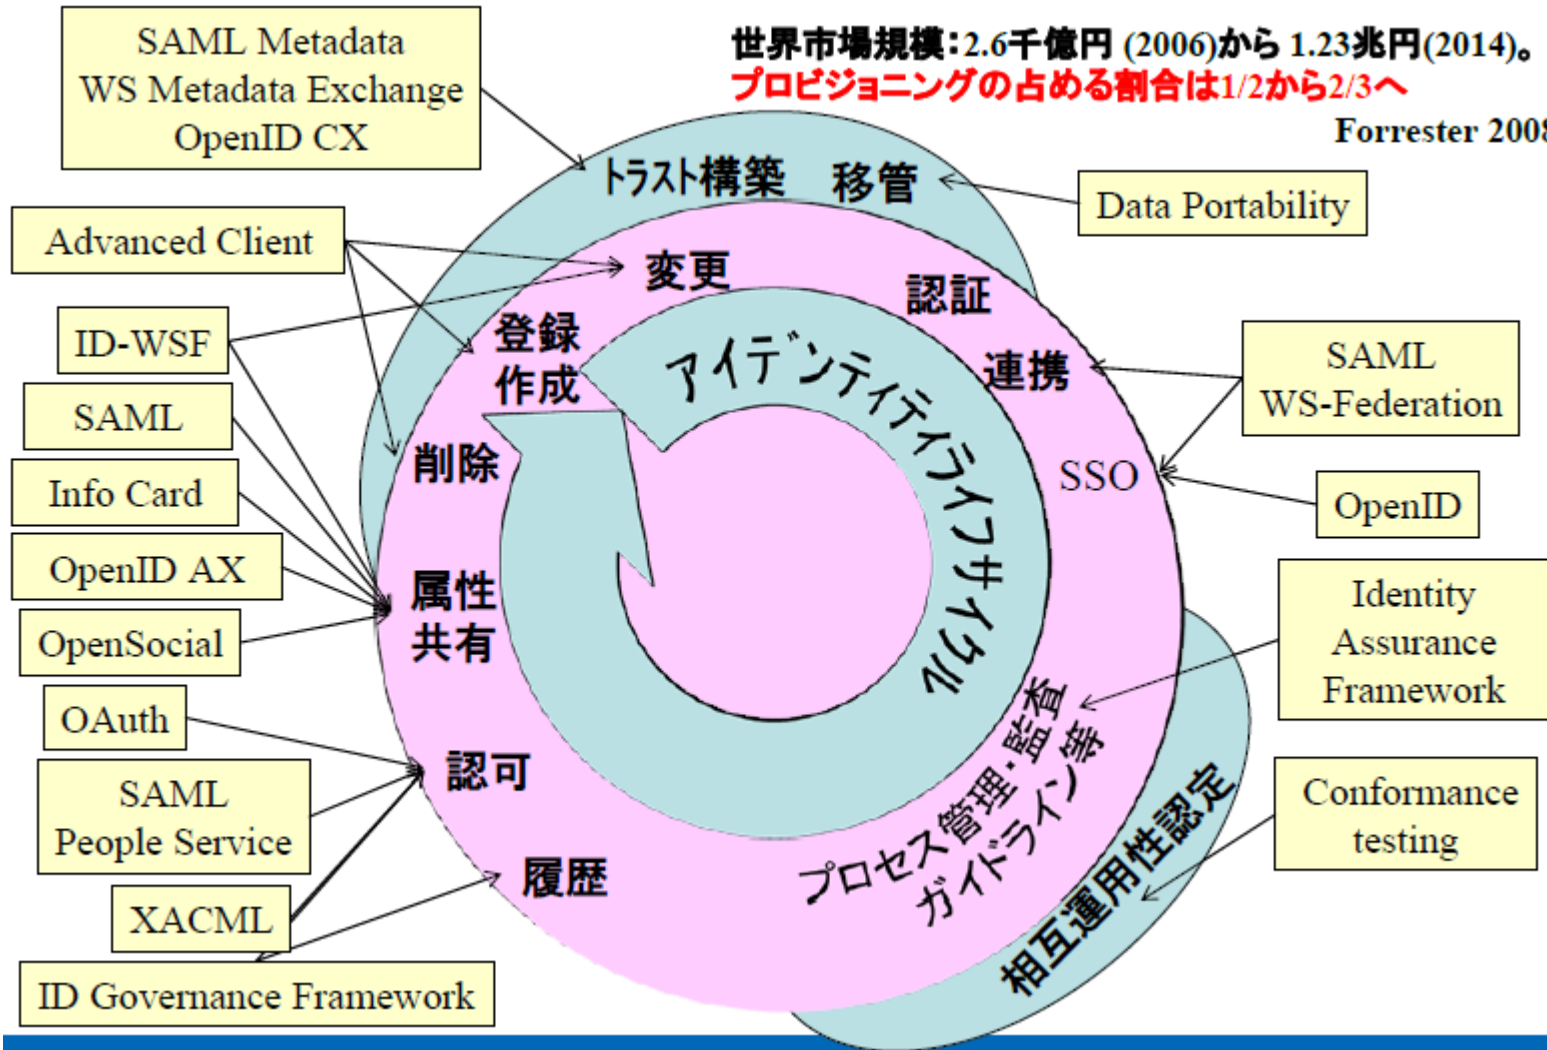 世界市場規模：2.6千億円 (2006)から 1.23兆円(2014)。
プロビジョニングの占める割合は1/2から2/3へ
Forrester 2008
SAML Metadata
WS Metadata Exchange
OpenID CX
トラスト構築
移管
Data Portability
Advanced Client
変更
認証
ID-WSF
登録
作成
連携
SAML
WS-Federation
SAML
削除
SSO
Info Card
OpenID
OpenID AX
属性
共有
OpenSocial
アイデンティティライフサイクル
Identity
Assurance
Framework
OAuth
認可
SAML
People Service
プロセス管理・監査
ガイドライン等
Conformance
testing
相互運用性認定
履歴
XACML
ID Governance Framework